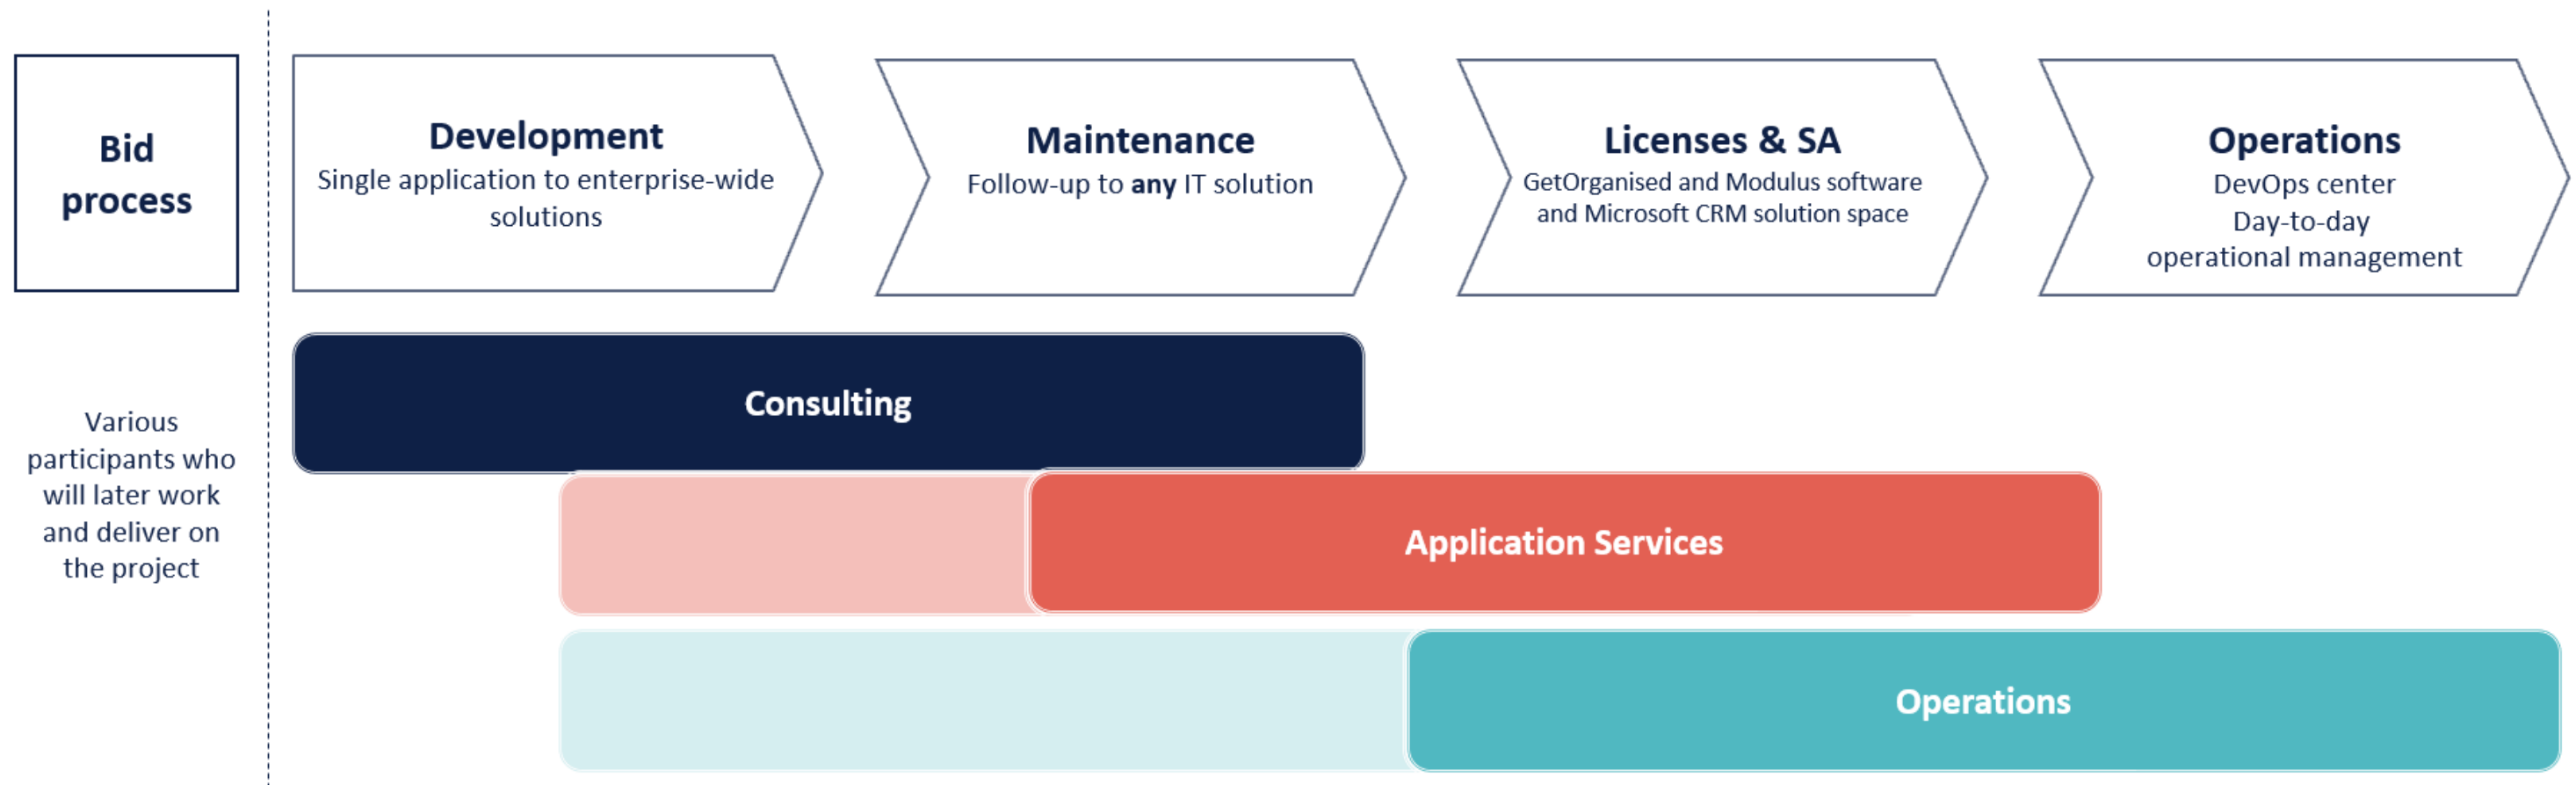 Bid
process
Development
Single application to enterprise-wide
solutions
Maintenance
Follow-up to any IT solution
Licenses & SA
GetOrganised and Modulus software
and Microsoft CRM solution space
Operations
DevOps center
Day-to-day
operational management
Various
participants who
will later work
and deliver on
the project
Consulting
Application Services
Operations